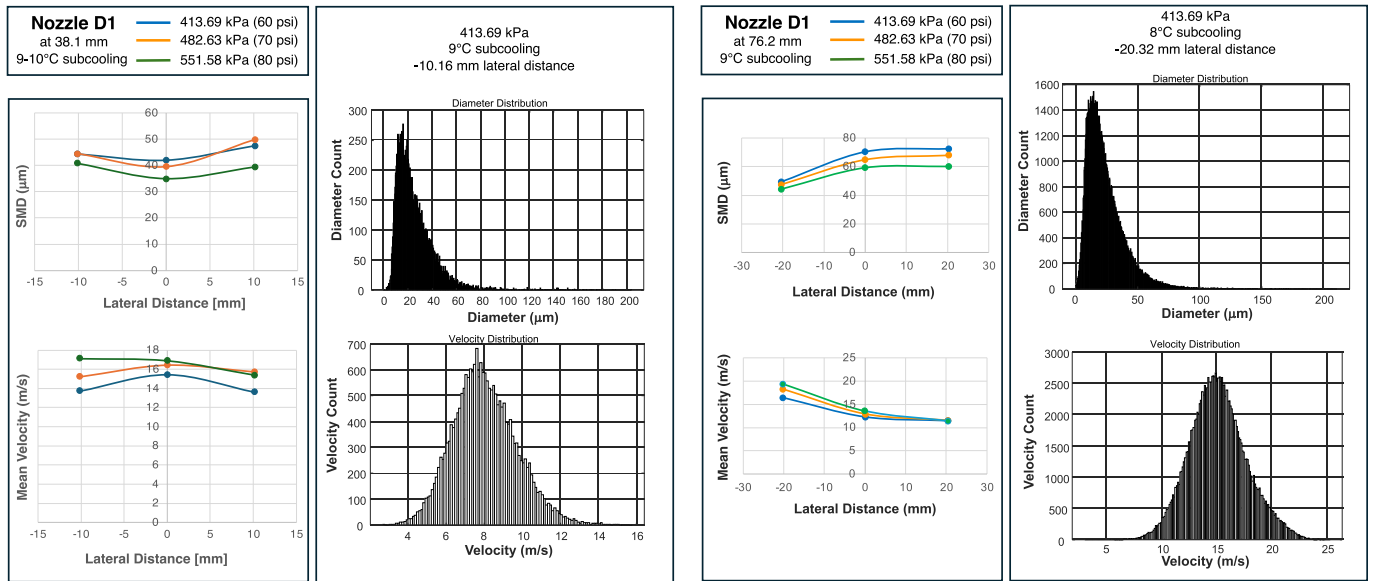 Nozzle D1
at 38.1 mm
9-10°C subcooling
413.69 kPa (60 psi)
482.63 kPa (70 psi)
551.58 kPa (80 psi)
SMD (μm)
60
50
40
30
20
10
0
-15 -10 -5 0 5 10 15
Lateral Distance [mm]
Mean Velocity (m/s)
18
16
14
12
10
8
6
4
2
0
-15 -10 -5 0 5 10 15
Lateral Distance [mm]
413.69 kPa
9°C subcooling
-10.16 mm lateral distance
Diameter Distribution
Diameter Count
300
250
200
150
100
50
0
0 20 40 60 80 100 120 140 160 180 200
Diameter (μm)
Velocity Distribution
Velocity Count
700
600
500
400
300
200
100
0
4 6 8 10 12 14 16
Velocity (m/s)
Nozzle D1
at 76.2 mm
9°C subcooling
413.69 kPa (60 psi)
482.63 kPa (70 psi)
551.58 kPa (80 psi)
SMD (μm)
80
60
40
20
0
-30 -20 -10 0 10 20 30
Lateral Distance (mm)
Mean Velocity (m/s)
25
20
15
10
5
0
-30 -20 -10 0 10 20 30
Lateral Distance (mm)
413.69 kPa
8°C subcooling
-20.32 mm lateral distance
Diameter Distribution
Diameter Count
1600
1400
1200
1000
800
600
400
200
0
0 50 100 150 200
Diameter (μm)
Velocity Distribution
Velocity Count
3000
2500
2000
1500
1000
500
0
5 10 15 20 25
Velocity (m/s)